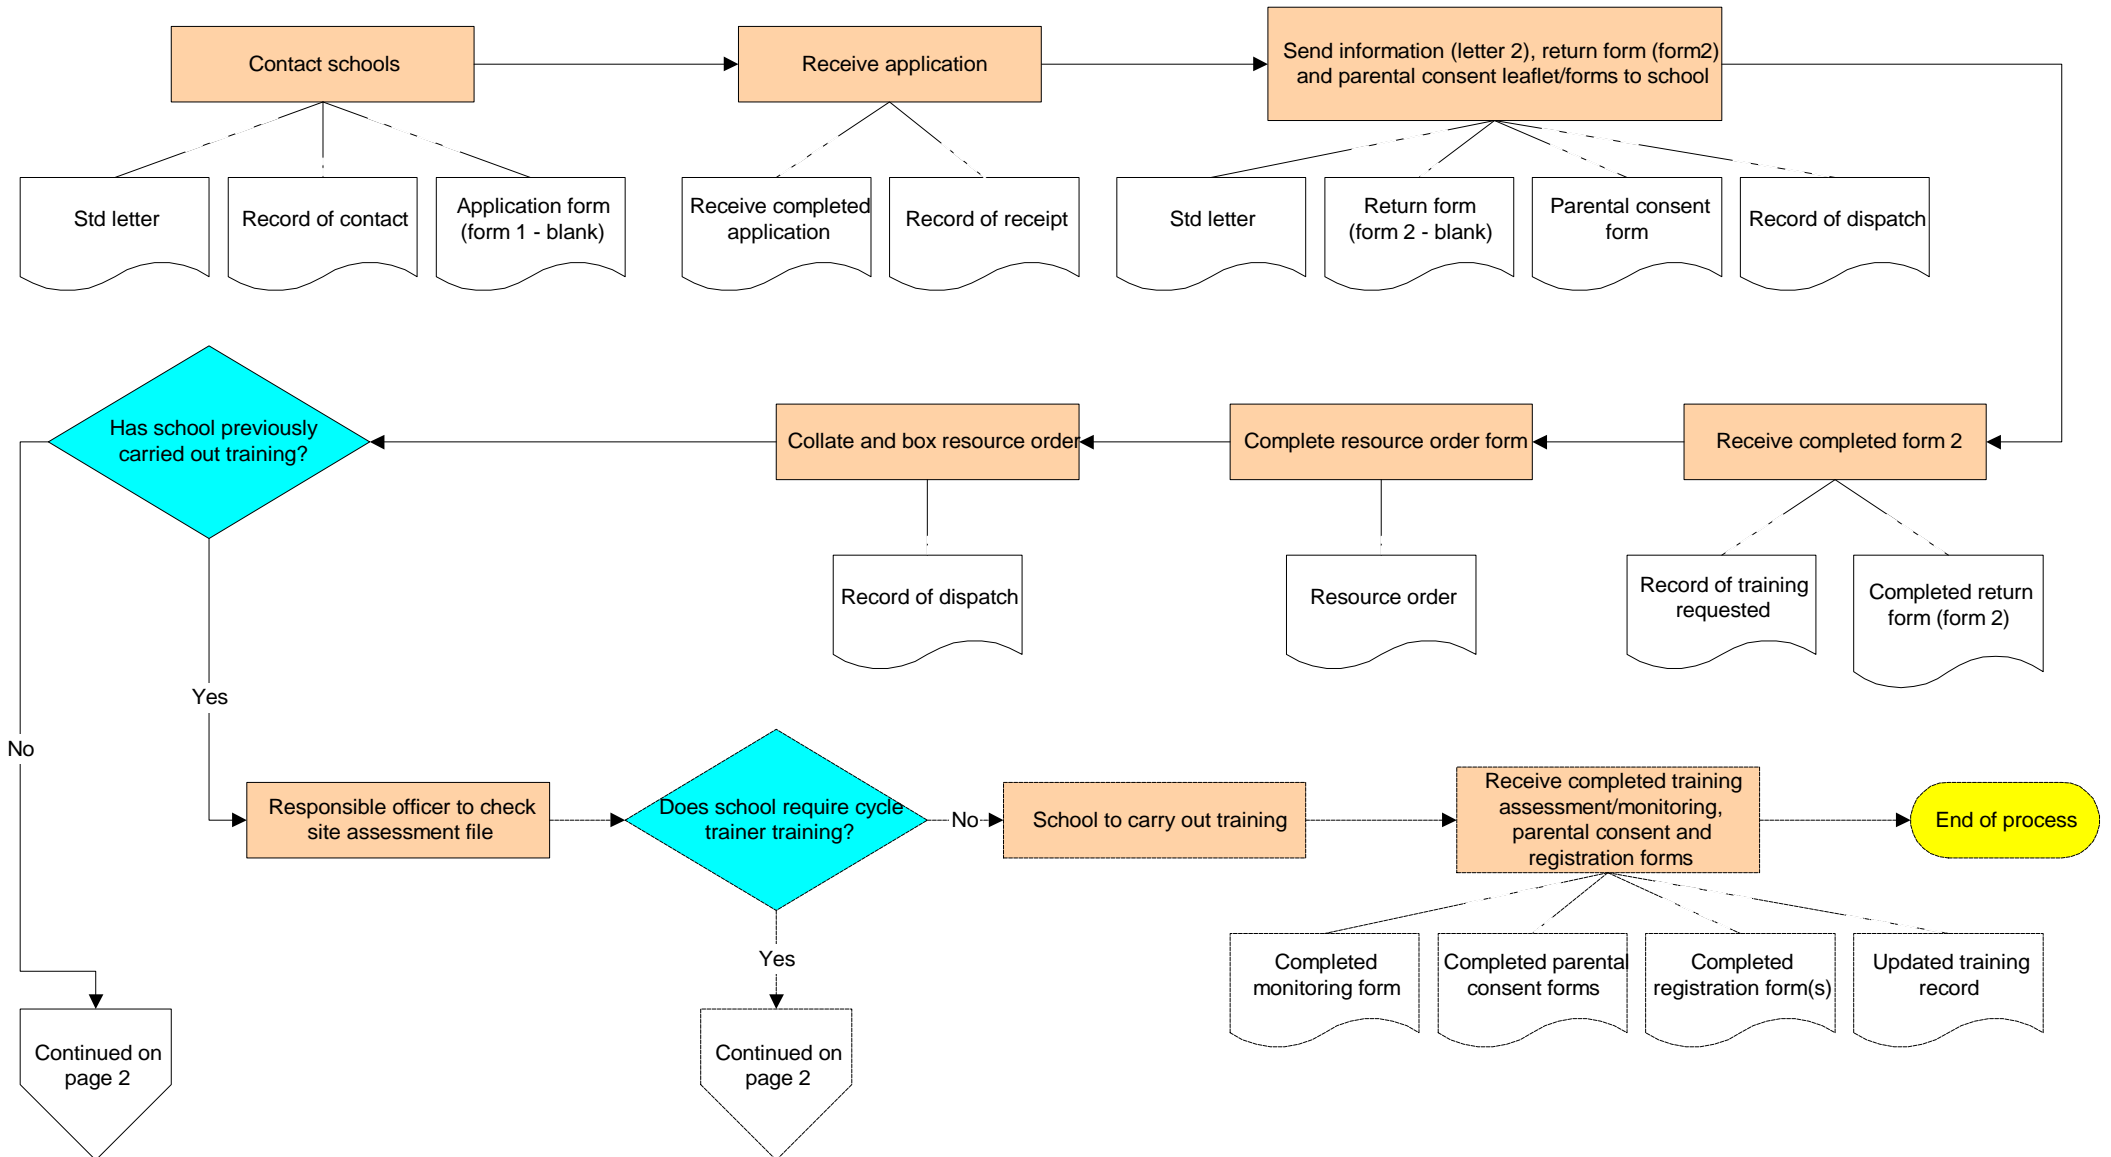 Contact schools
Receive application
Send information (letter 2), return form (form2)
and parental consent leaflet/forms to school
Std letter
Record of contact
Application form
(form 1 - blank)
Receive completed
application
Record of receipt
Std letter
Return form
(form 2 - blank)
Parental consent
form
Record of dispatch
Has school previously
carried out training?
Collate and box resource order
Complete resource order form
Receive completed form 2
Record of dispatch
Resource order
Record of training
requested
Completed return
form (form 2)
Yes
No
Responsible officer to check
site assessment file
Does school require cycle
trainer training?
No
School to carry out training
Receive completed training
assessment/monitoring,
parental consent and
registration forms
End of process
Yes
Completed
monitoring form
Completed parental
consent forms
Completed
registration form(s)
Updated training
record
Continued on
page 2
Continued on
page 2